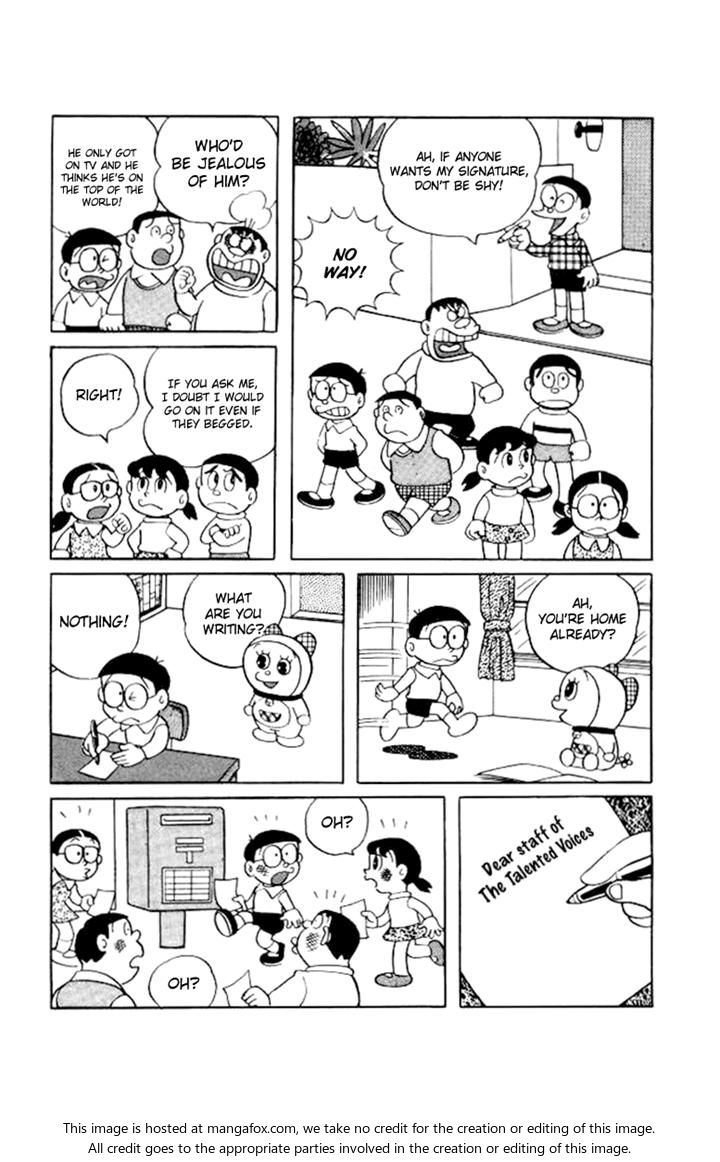 AH, IF ANYONE
WANTS MY SIGNATURE,
DON'T BE SHY!
NO
WAY!
WHO'D
BE JEALOUS
OF HIM?
HE ONLY GOT
ON TV AND HE
THINKS HE'S ON
THE TOP OF THE
WORLD!
IF YOU ASK ME,
I DOUBT I WOULD
GO ON IT EVEN IF
THEY BEGGED.
RIGHT!
AH,
YOU'RE HOME
ALREADY?
WHAT
ARE YOU
WRITING?
NOTHING!
Dear staff of
The Talented Voices
OH?
OH?
This image is hosted at mangafox.com, we take no credit for the creation or editing of this image.
All credit goes to the appropriate parties involved in the creation or editing of this image.